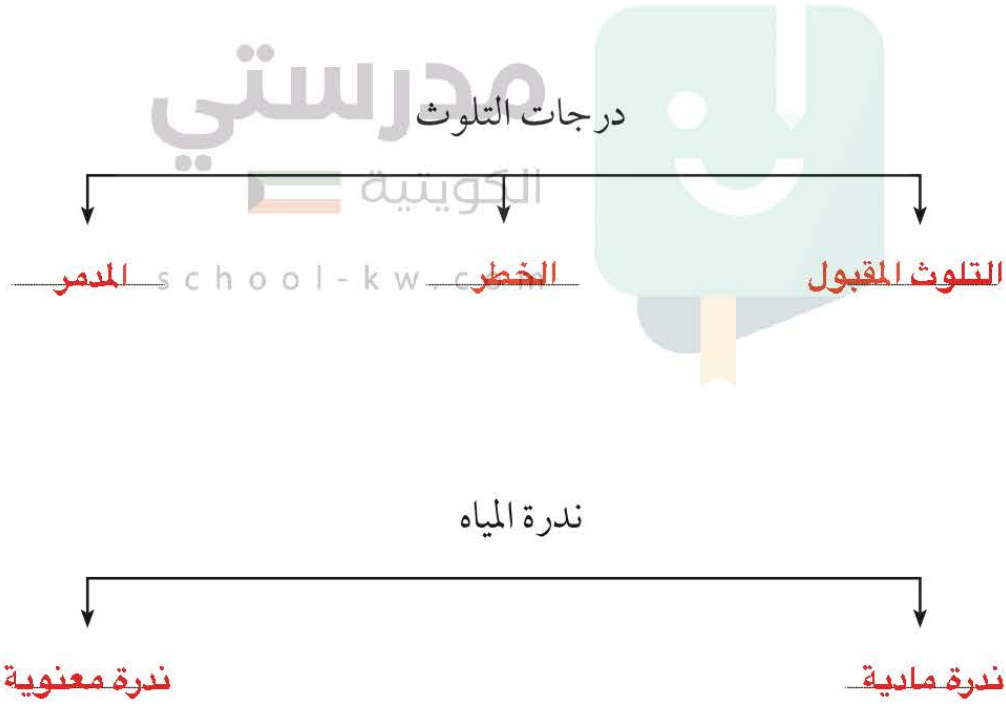 مدرستي
درجات التلوث
الكويتية
التلوث المقبول الخطر المدمر
school-kw.com
ندرة المياه
ندرة مادية ندرة معنوية